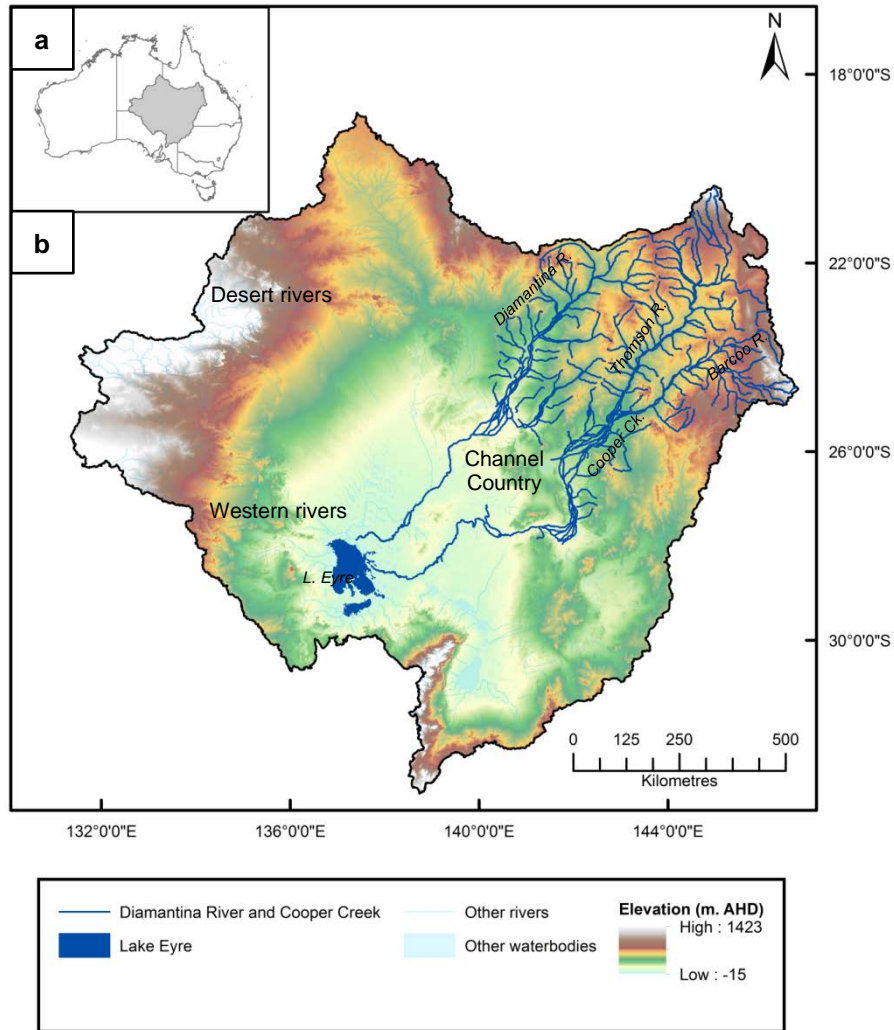 a
N
18°0'0"S
b
22°0'0"S
Desert rivers
Diamantina R.
Thomson R.
Barcoo R.
Cooper Ck.
26°0'0"S
Channel
Country
Western rivers
L. Eyre
30°0'0"S
0 125 250 500
Kilometres
132°0'0"E 136°0'0"E 140°0'0"E 144°0'0"E
Diamantina River and Cooper Creek Other rivers Elevation (m. AHD)
High : 1423
Lake Eyre Other waterbodies
Low : -15